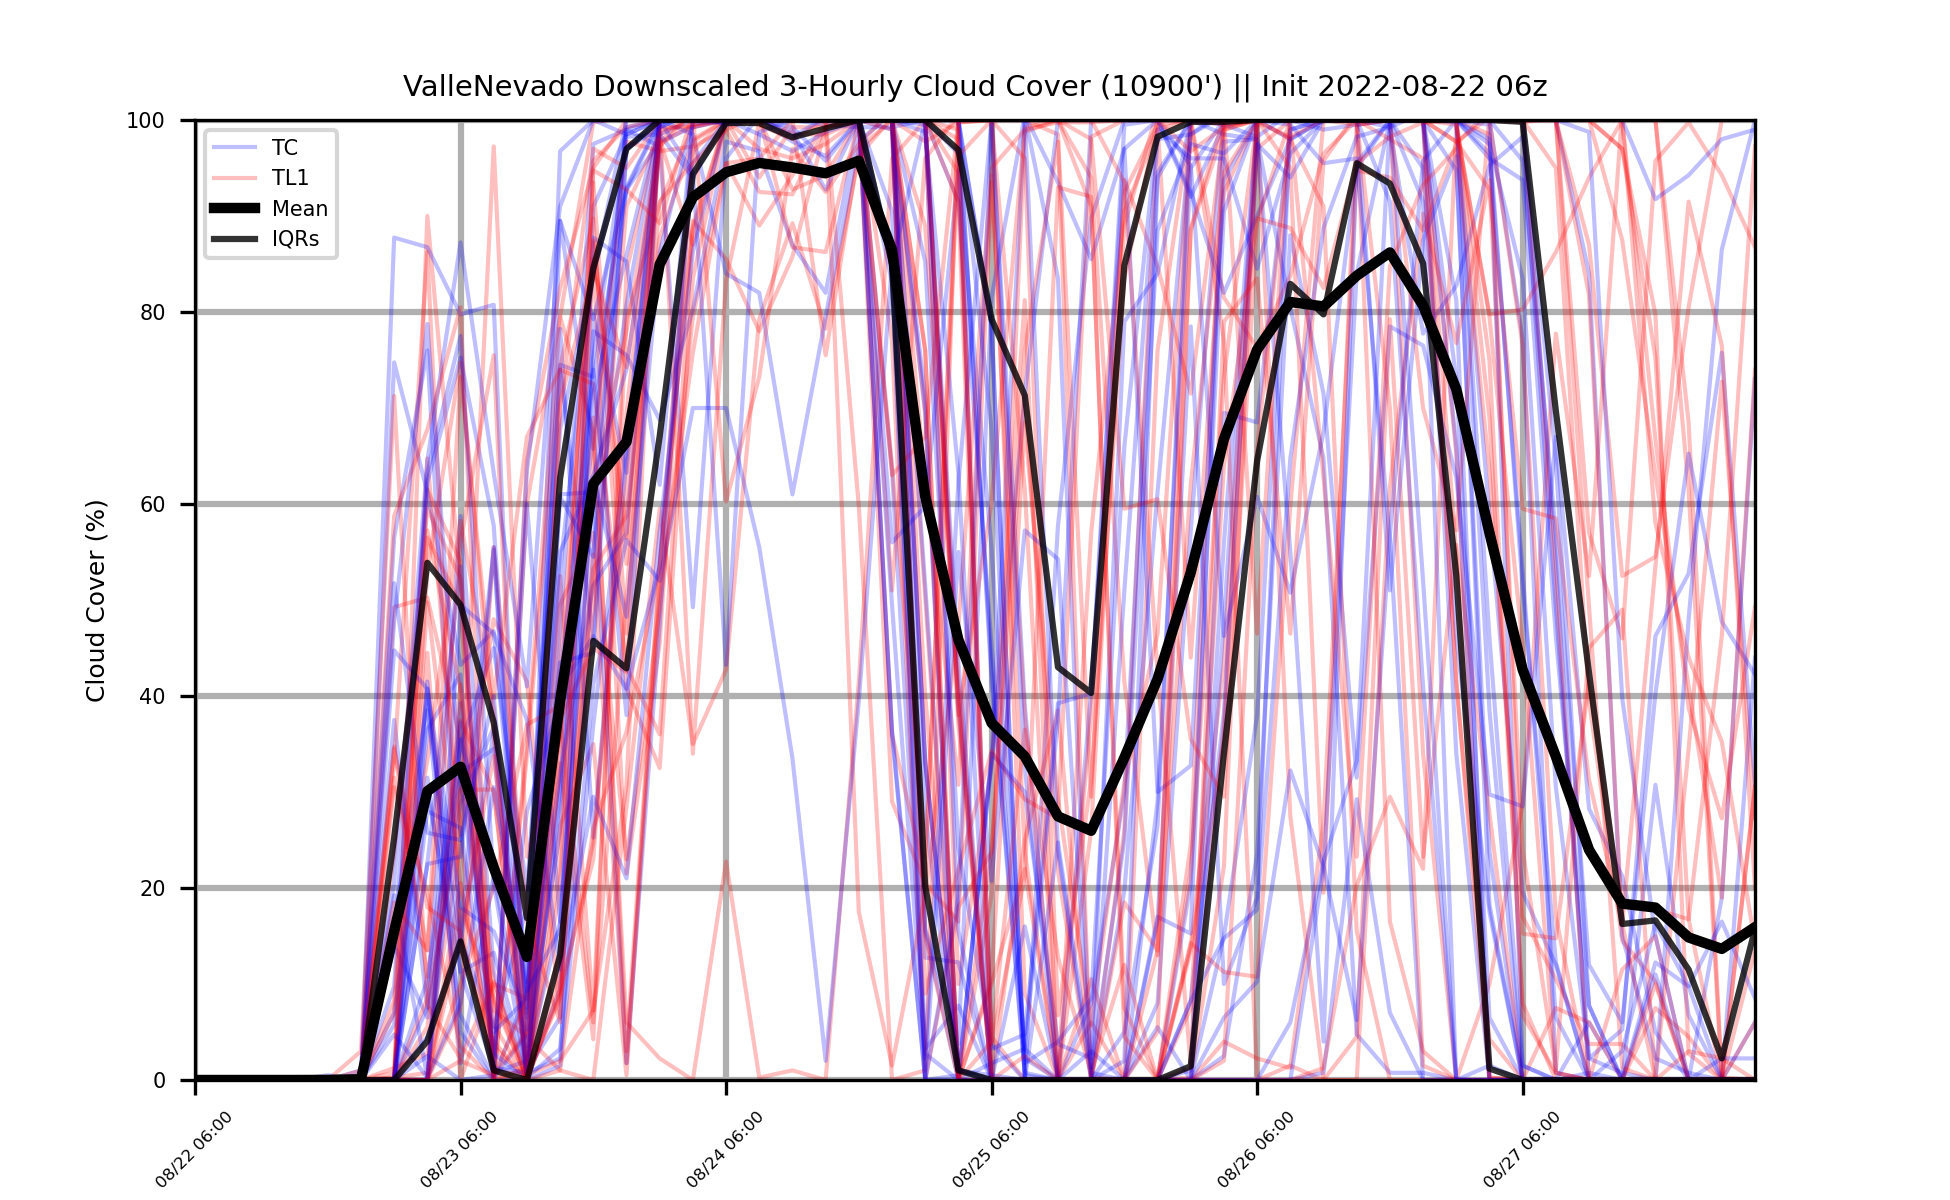 ValleNevado Downscaled 3-Hourly Cloud Cover (10900') || Init 2022-08-22 06z
Cloud Cover (%)
100
80
60
40
20
0
TC
TL1
Mean
IQRs
08/22 06:00
08/23 06:00
08/24 06:00
08/25 06:00
08/26 06:00
08/27 06:00